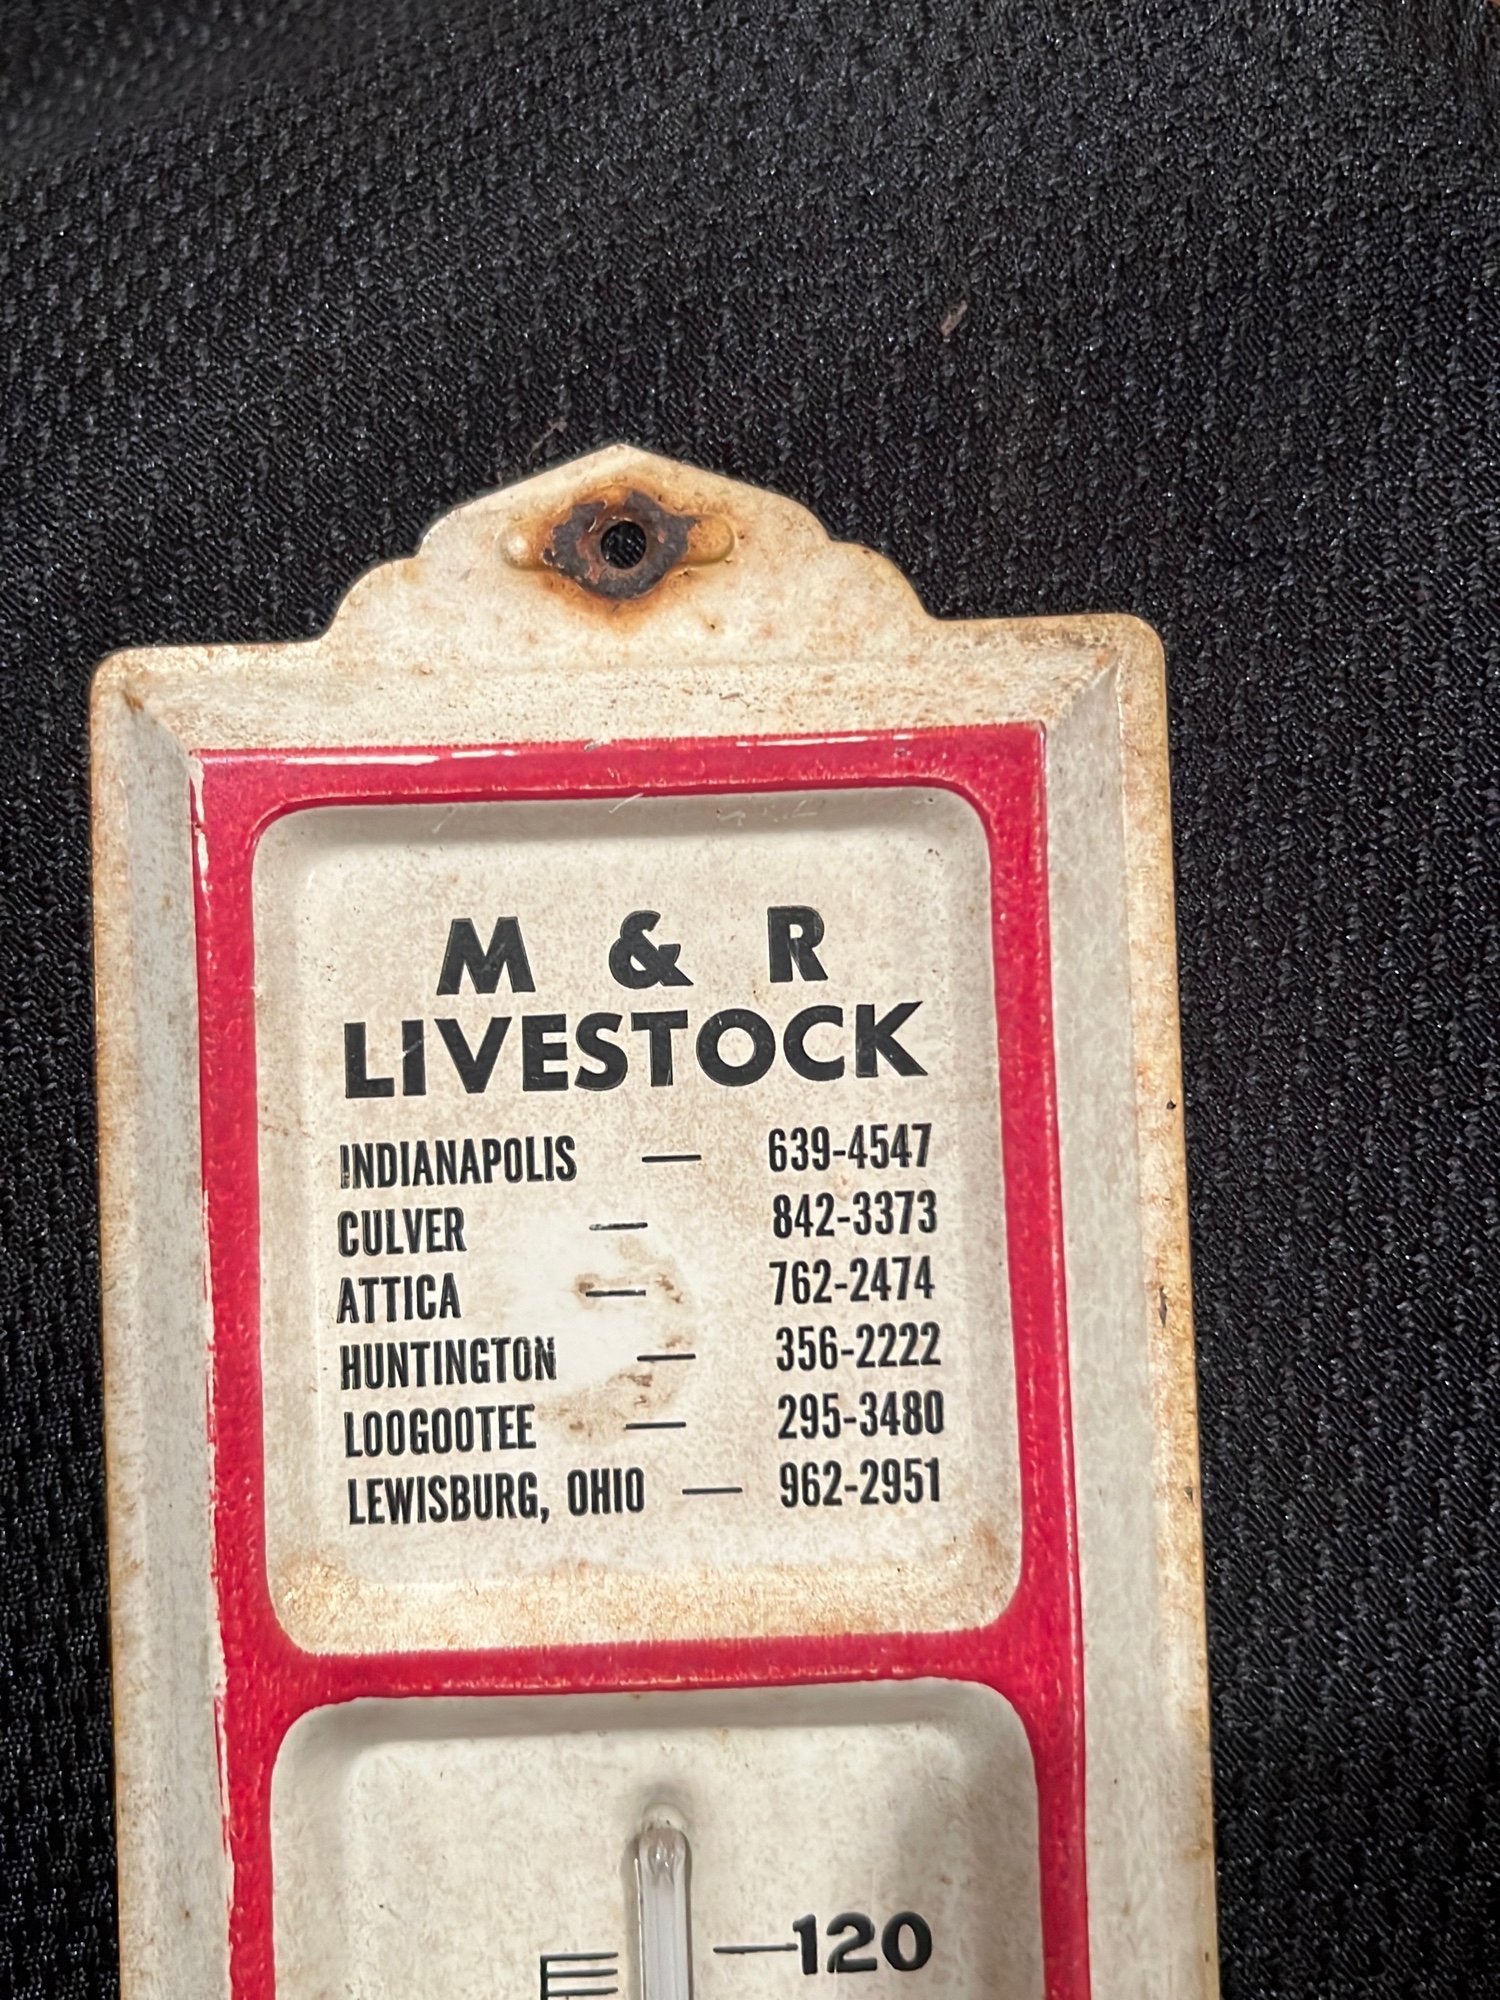 M & R
LIVESTOCK
INDIANAPOLIS — 639-4547
CULVER — 842-3373
ATTICA — 762-2474
HUNTINGTON — 356-2222
LOOGOOTEE — 295-3480
LEWISBURG, OHIO — 962-2951
120